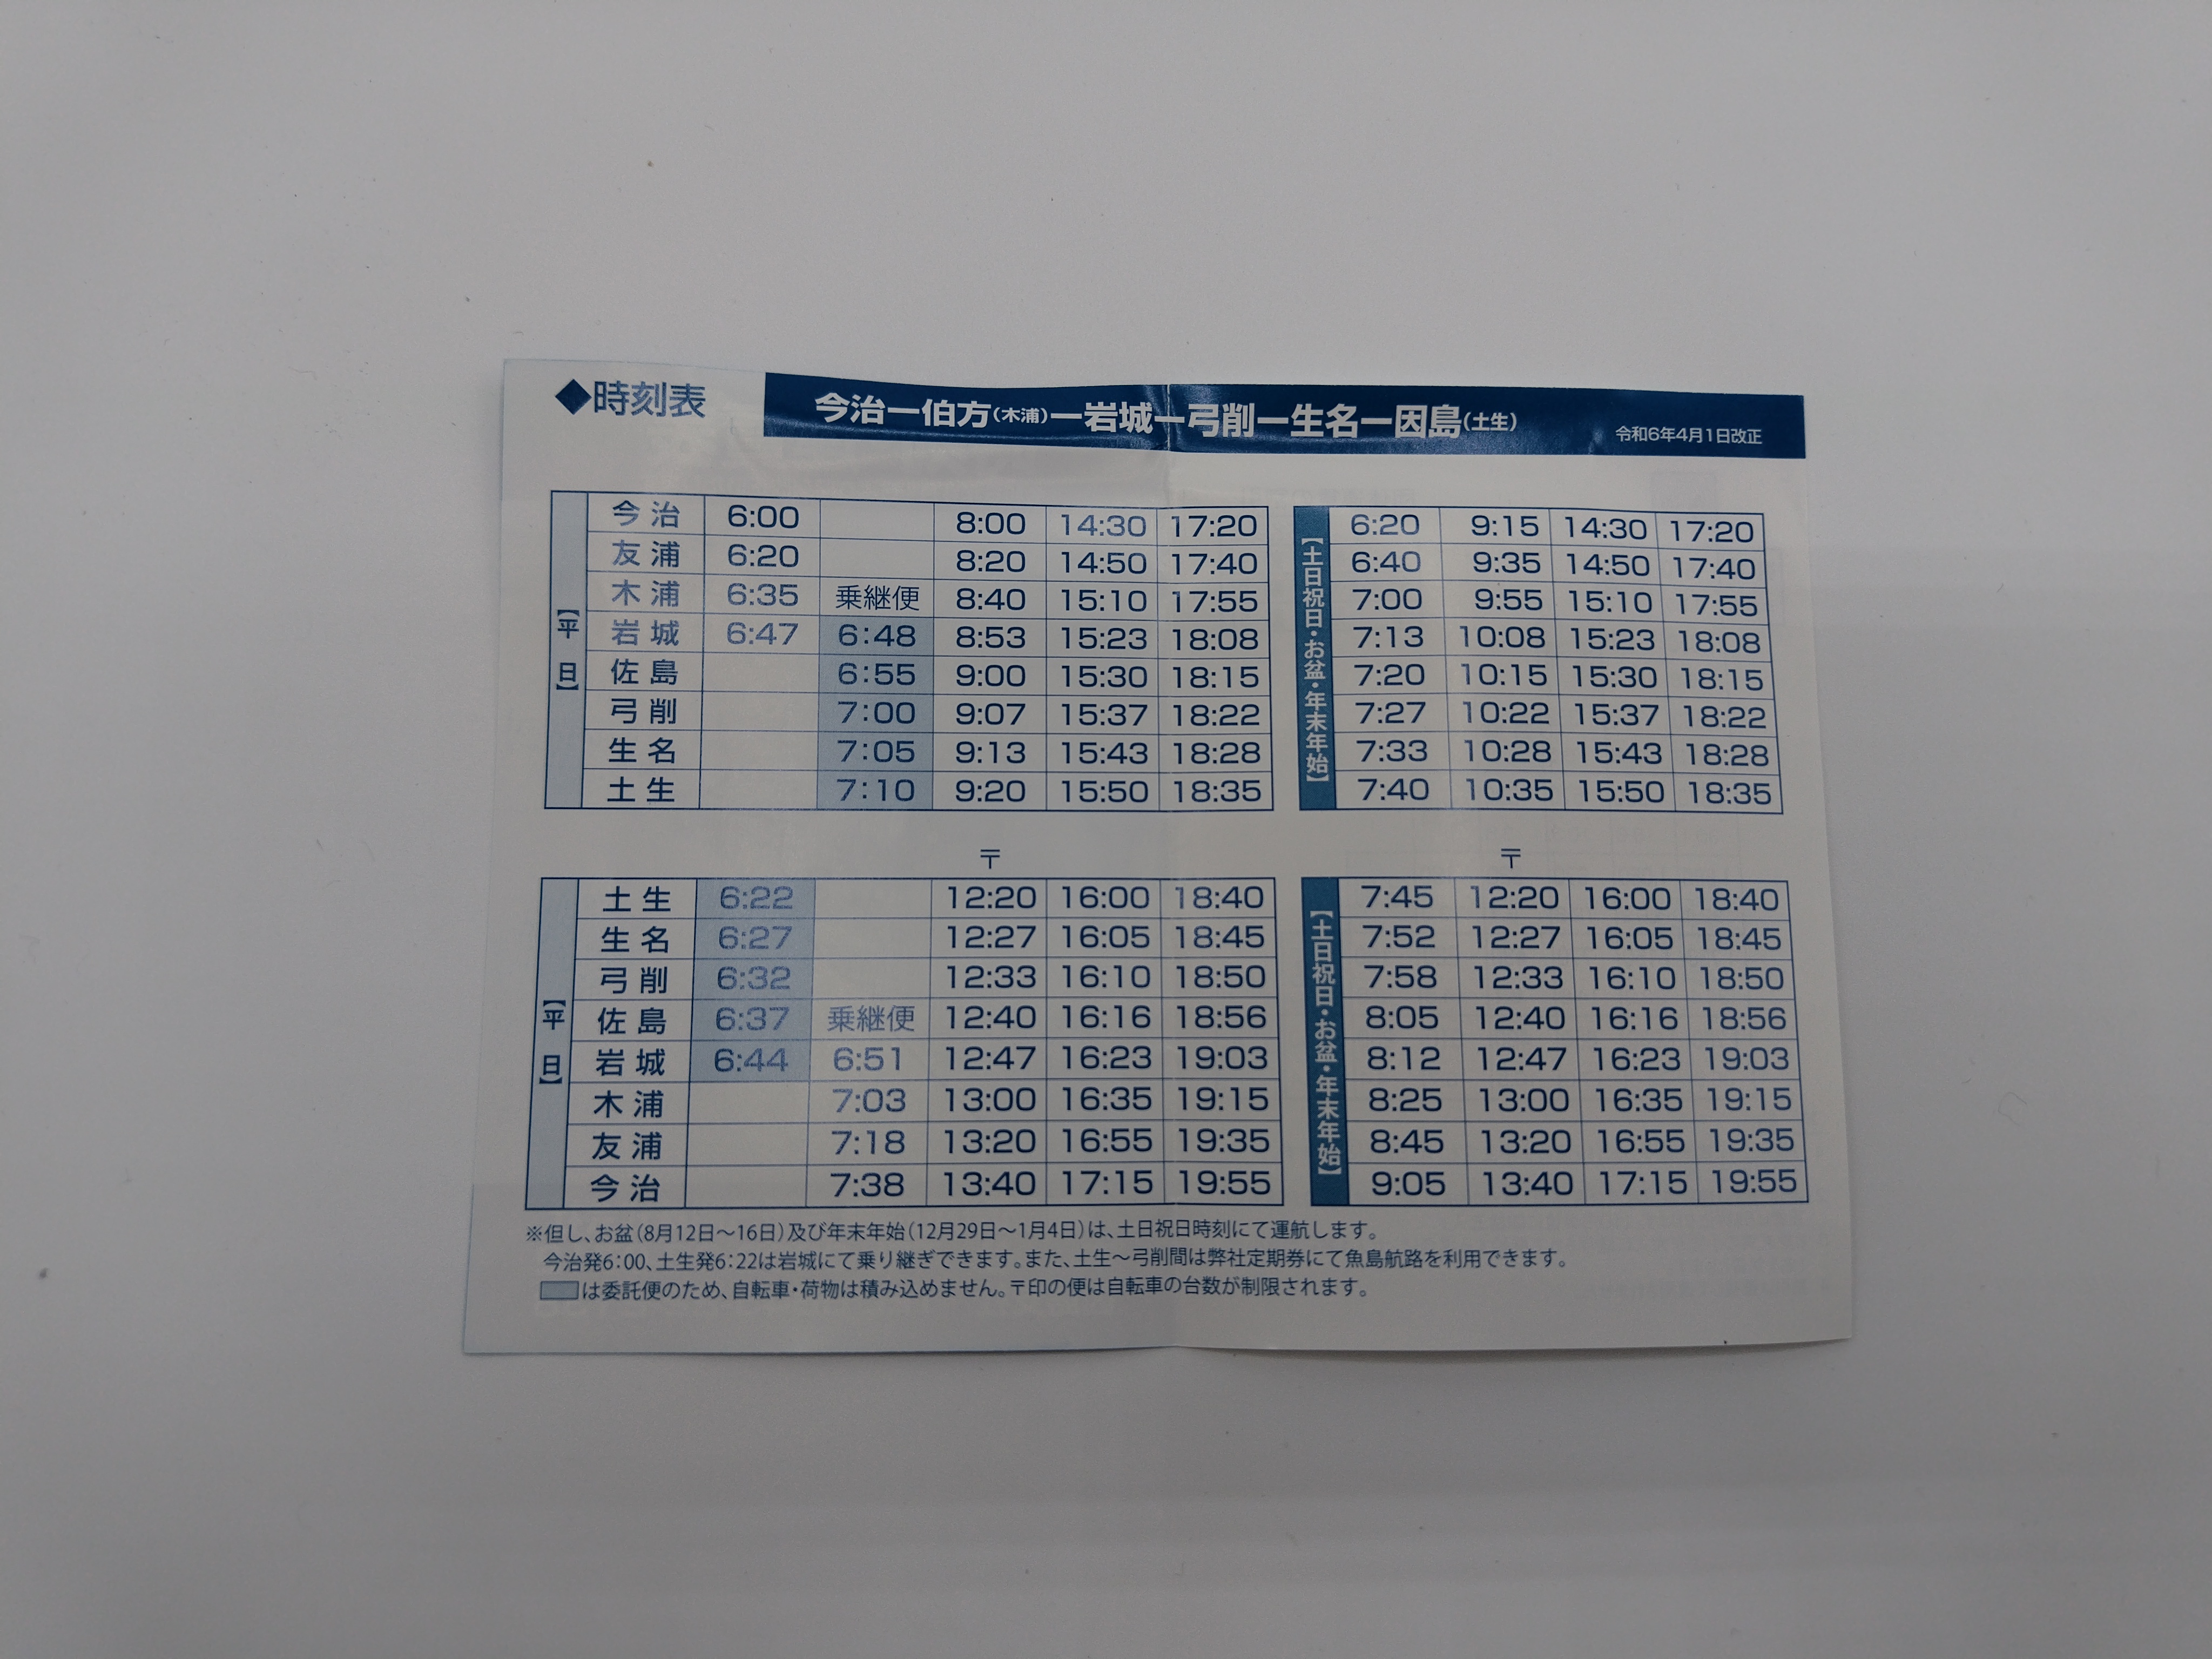 ◆時刻表 今治ー伯方(木浦)ー岩城ー弓削ー生名ー因島(土生) 令和6年4月1日改正
【平日】
今治 6:00 8:00 14:30 17:20
友浦 6:20 8:20 14:50 17:40
木浦 6:35 乗継便 8:40 15:10 17:55
岩城 6:47 6:48 8:53 15:23 18:08
佐島 6:55 9:00 15:30 18:15
弓削 7:00 9:07 15:37 18:22
生名 7:05 9:13 15:43 18:28
土生 7:10 9:20 15:50 18:35
【土日祝日・お盆・年末年始】
6:20 9:15 14:30 17:20
6:40 9:35 14:50 17:40
7:00 9:55 15:10 17:55
7:13 10:08 15:23 18:08
7:20 10:15 15:30 18:15
7:27 10:22 15:37 18:22
7:33 10:28 15:43 18:28
7:40 10:35 15:50 18:35
〒
【平日】
土生 6:22 12:20 16:00 18:40
生名 6:27 12:27 16:05 18:45
弓削 6:32 12:33 16:10 18:50
佐島 6:37 乗継便 12:40 16:16 18:56
岩城 6:44 6:51 12:47 16:23 19:03
木浦 7:03 13:00 16:35 19:15
友浦 7:18 13:20 16:55 19:35
今治 7:38 13:40 17:15 19:55
〒
【土日祝日・お盆・年末年始】
7:45 12:20 16:00 18:40
7:52 12:27 16:05 18:45
7:58 12:33 16:10 18:50
8:05 12:40 16:16 18:56
8:12 12:47 16:23 19:03
8:25 13:00 16:35 19:15
8:45 13:20 16:55 19:35
9:05 13:40 17:15 19:55
※但し、お盆(8月12日〜16日)及び年末年始(12月29日〜1月4日)は、土日祝日時刻にて運航します。
今治発6:00、土生発6:22は岩城にて乗り継ぎできます。また、土生〜弓削間は弊社定期券にて魚島航路を利用できます。
は委託便のため、自転車・荷物は積み込めません。〒印の便は自転車の台数が制限されます。